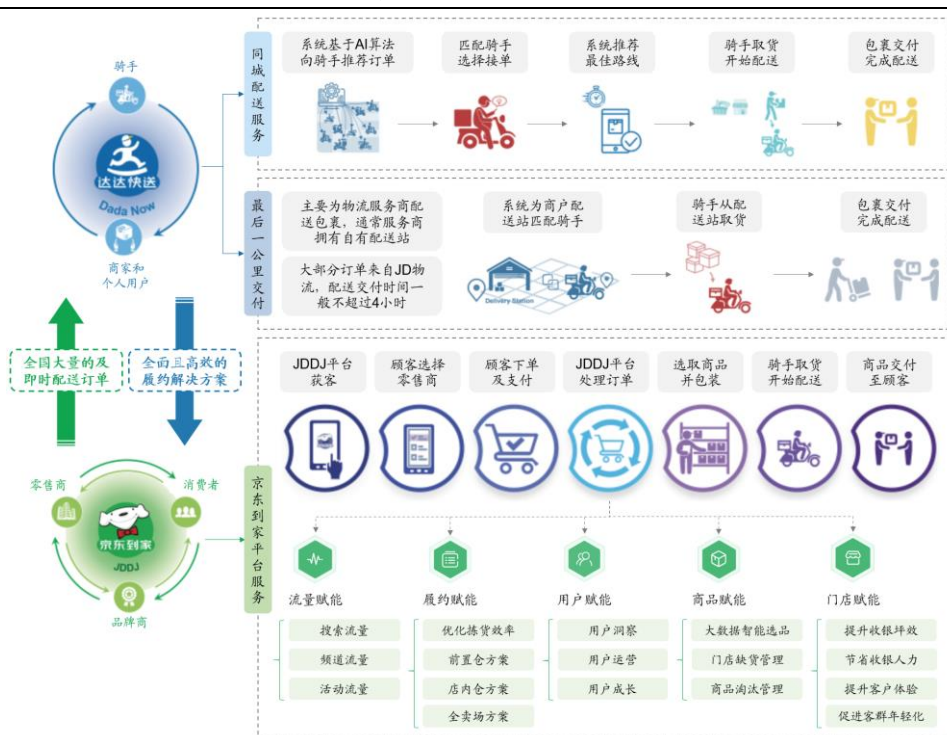 骑手
达达快送
Dada Now
商家和
个人用户
全国大量的及
即时配送订单
全面且高效的
履约解决方案
零售商
消费者
京东到家
JDDJ
品牌商
同城配送服务
系统基于AI算法
向骑手推荐订单
匹配骑手
选择接单
系统推荐
最佳路线
骑手取货
开始配送
包裹交付
完成配送
最后一公里交付
主要为物流服务商配
送包裹，通常服务商
拥有自有配送站
大部分订单来自JD物
流，配送交付时间一
般不超过4小时
系统为商户配
送站匹配骑手
Delivery Station
骑手从配
送站取货
包裹交付
完成配送
京东到家平台服务
JDDJ平台
获客
顾客选择
零售商
顾客下单
及支付
JDDJ平台
处理订单
选取商品
并包装
骑手取货
开始配送
商品交付
至顾客
流量赋能
搜索流量
频道流量
活动流量
履约赋能
优化拣货效率
前置仓方案
店内仓方案
全卖场方案
用户赋能
用户洞察
用户运营
用户成长
商品赋能
大数据智能选品
门店缺货管理
商品淘汰管理
门店赋能
提升收银坪效
节省收银人力
提升客户体验
促进客群年轻化